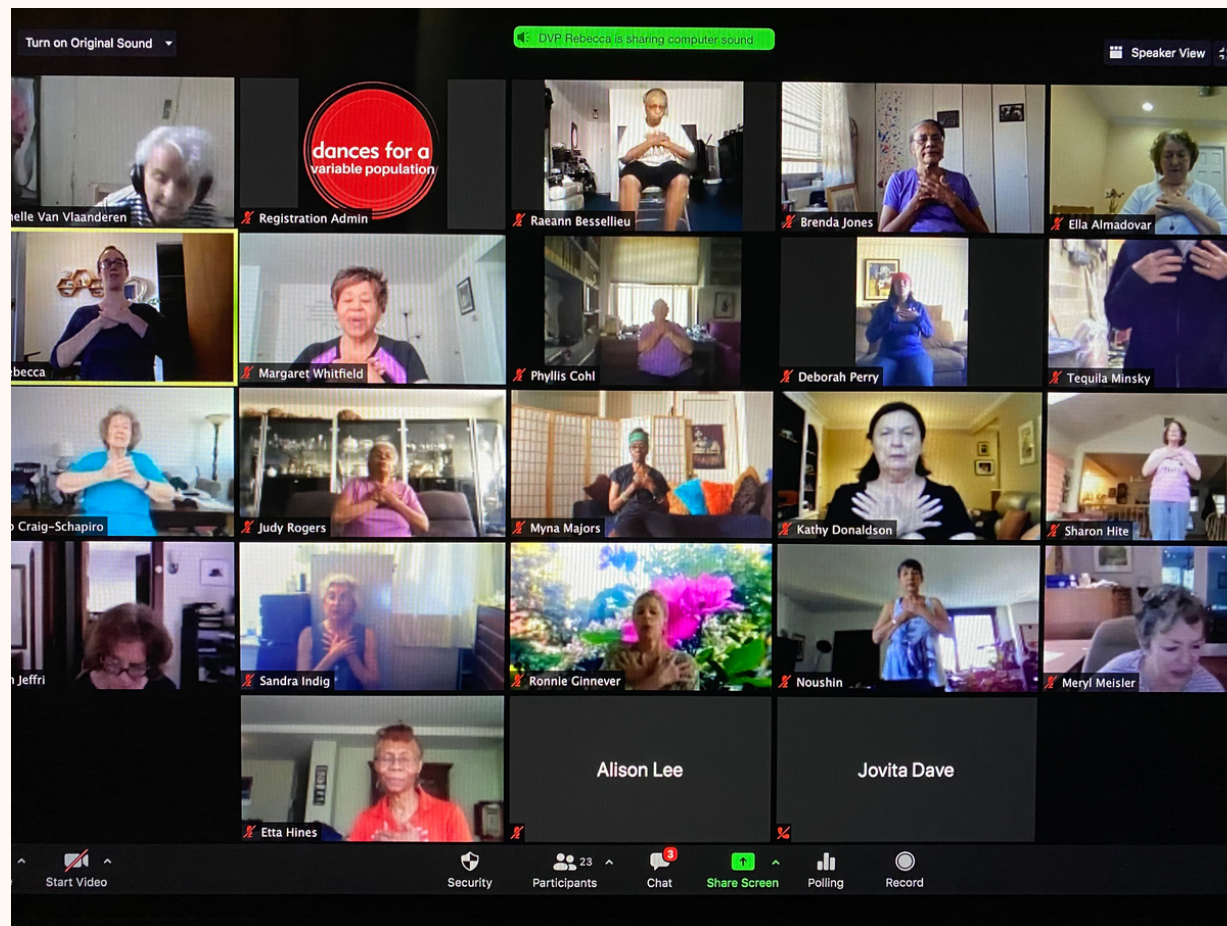 Turn on Original Sound
DVP Rebecca is sharing computer sound
Speaker View
elle Van Vlaanderen
dances for a
variable population
Registration Admin
Raeann Bessellieu
Brenda Jones
Ella Almadovar
ebecca
Margaret Whitfield
Phyllis Cohl
Deborah Perry
Tequila Minsky
Craig-Schapiro
Judy Rogers
Myna Majors
Kathy Donaldson
Sharon Hite
Jeffri
Sandra Indig
Ronnie Ginnever
Noushin
Meryl Meisler
Etta Hines
Alison Lee
Jovita Dave
Start Video
Security
23
Participants
3
Chat
Share Screen
Polling
Record